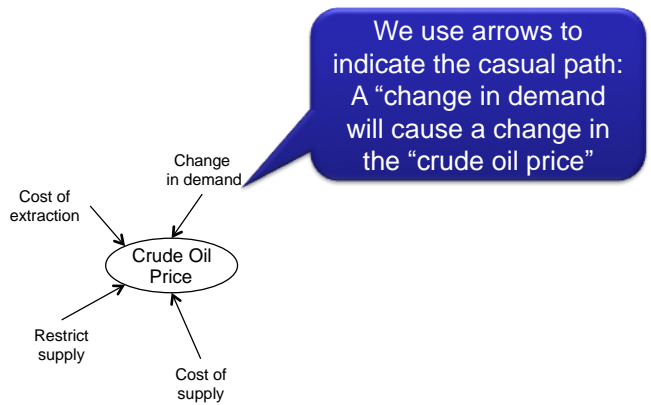 We use arrows to
indicate the casual path:
A “change in demand
will cause a change in
the “crude oil price”
Change
in demand
Cost of
extraction
Crude Oil
Price
Restrict
supply
Cost of
supply